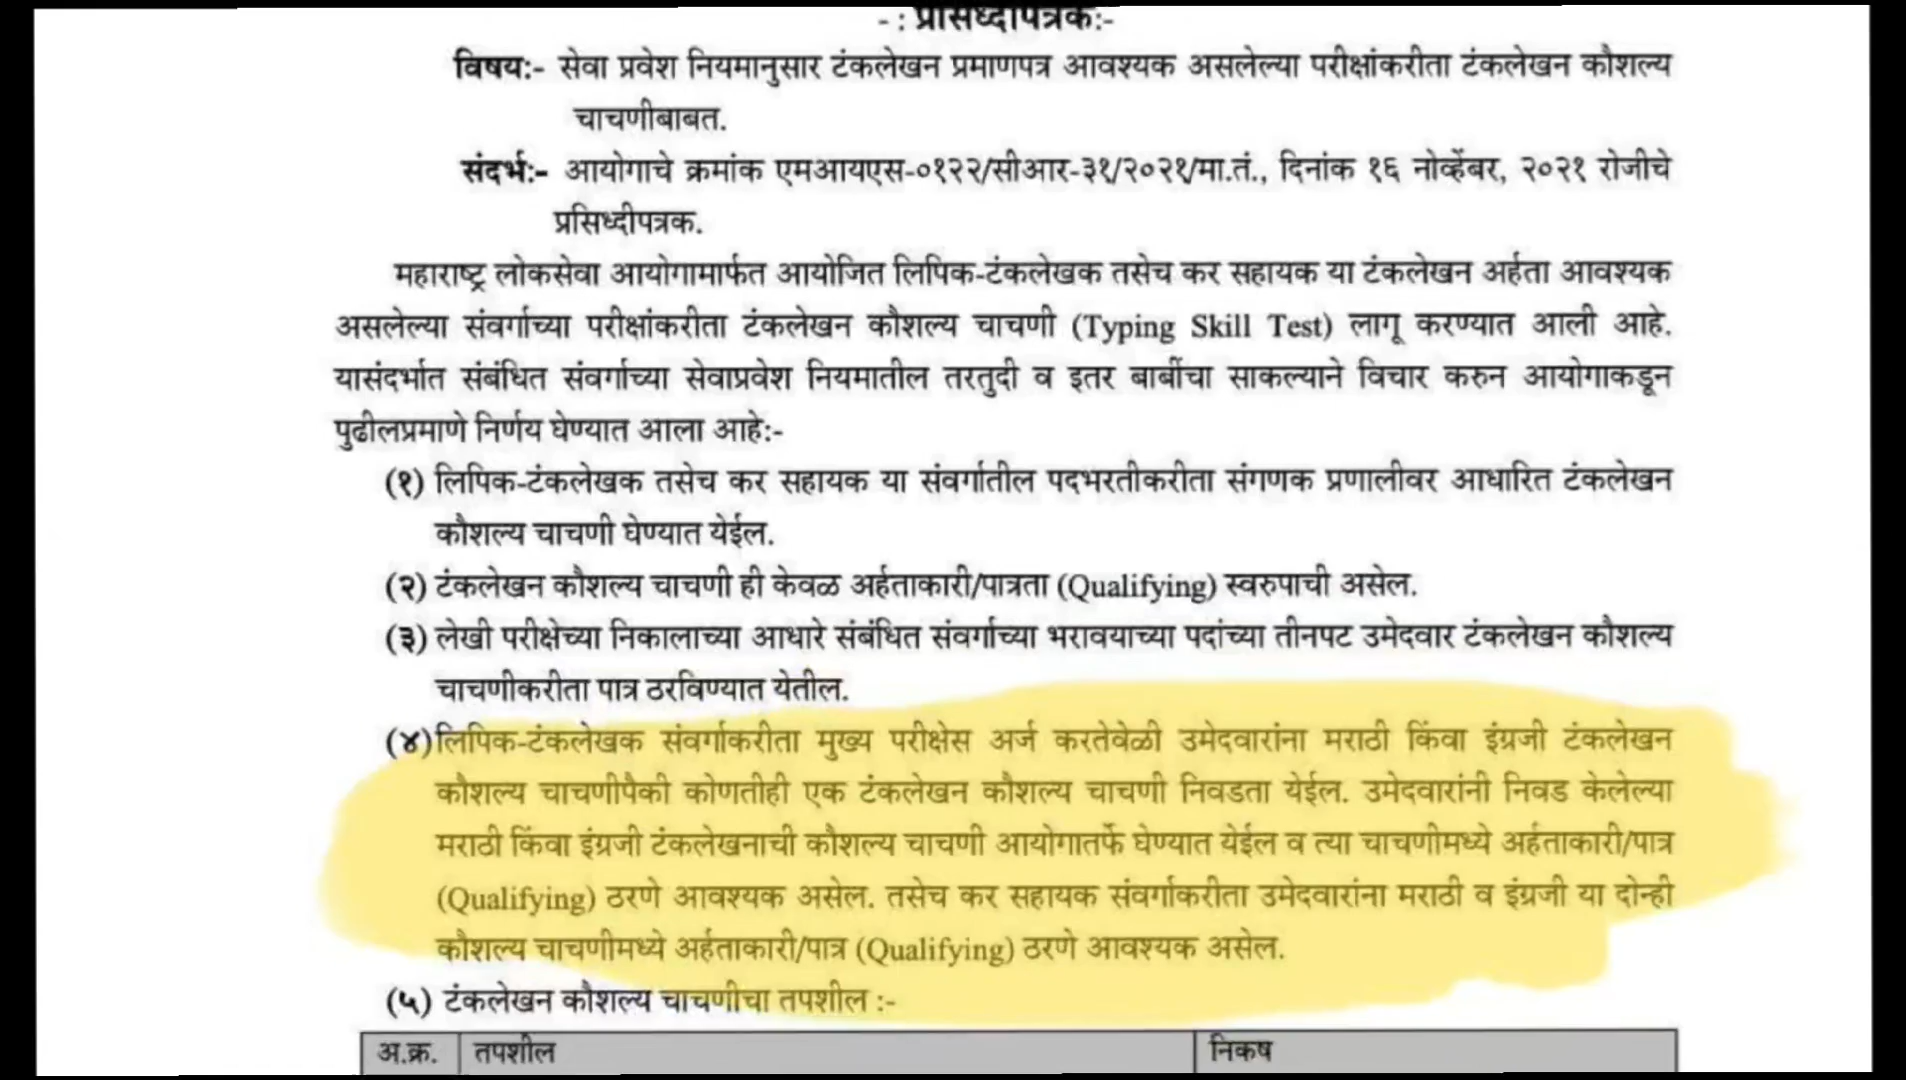 - : प्रसिध्दीपत्रक:-
विषय:- सेवा प्रवेश नियमानुसार टंकलेखन प्रमाणपत्र आवश्यक असलेल्या परीक्षांकरीता टंकलेखन कौशल्य
चाचणीबाबत.
संदर्भ:- आयोगाचे क्रमांक एमआयएस-०१२२/सीआर-३१/२०२१/मा.तं., दिनांक १६ नोव्हेंबर, २०२१ रोजीचे
प्रसिध्दीपत्रक.
महाराष्ट्र लोकसेवा आयोगामार्फत आयोजित लिपिक-टंकलेखक तसेच कर सहायक या टंकलेखन अर्हता आवश्यक
असलेल्या संवर्गाच्या परीक्षांकरीता टंकलेखन कौशल्य चाचणी (Typing Skill Test) लागू करण्यात आली आहे.
यासंदर्भात संबंधित संवर्गाच्या सेवाप्रवेश नियमातील तरतुदी व इतर बाबींचा साकल्याने विचार करुन आयोगाकडून
पुढीलप्रमाणे निर्णय घेण्यात आला आहे:-
(१) लिपिक-टंकलेखक तसेच कर सहायक या संवर्गातील पदभरतीकरीता संगणक प्रणालीवर आधारित टंकलेखन
कौशल्य चाचणी घेण्यात येईल.
(२) टंकलेखन कौशल्य चाचणी ही केवळ अर्हताकारी/पात्रता (Qualifying) स्वरुपाची असेल.
(३) लेखी परीक्षेच्या निकालाच्या आधारे संबंधित संवर्गाच्या भरावयाच्या पदांच्या तीनपट उमेदवार टंकलेखन कौशल्य
चाचणीकरीता पात्र ठरविण्यात येतील.
(४) लिपिक-टंकलेखक संवर्गाकरीता मुख्य परीक्षेस अर्ज करतेवेळी उमेदवारांना मराठी किंवा इंग्रजी टंकलेखन
कौशल्य चाचणीपैकी कोणतीही एक टंकलेखन कौशल्य चाचणी निवडता येईल. उमेदवारांनी निवड केलेल्या
मराठी किंवा इंग्रजी टंकलेखनाची कौशल्य चाचणी आयोगातर्फे घेण्यात येईल व त्या चाचणीमध्ये अर्हताकारी/पात्र
(Qualifying) ठरणे आवश्यक असेल. तसेच कर सहायक संवर्गाकरीता उमेदवारांना मराठी व इंग्रजी या दोन्ही
कौशल्य चाचणीमध्ये अर्हताकारी/पात्र (Qualifying) ठरणे आवश्यक असेल.
(५) टंकलेखन कौशल्य चाचणीचा तपशील :-
अ.क्र. तपशील निकष